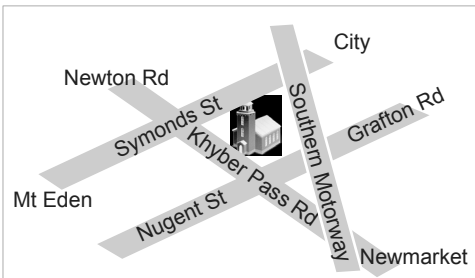 City
Newton Rd
Symonds St
Southern Motorway
Grafton Rd
Khyber Pass Rd
Mt Eden
Nugent St
Newmarket